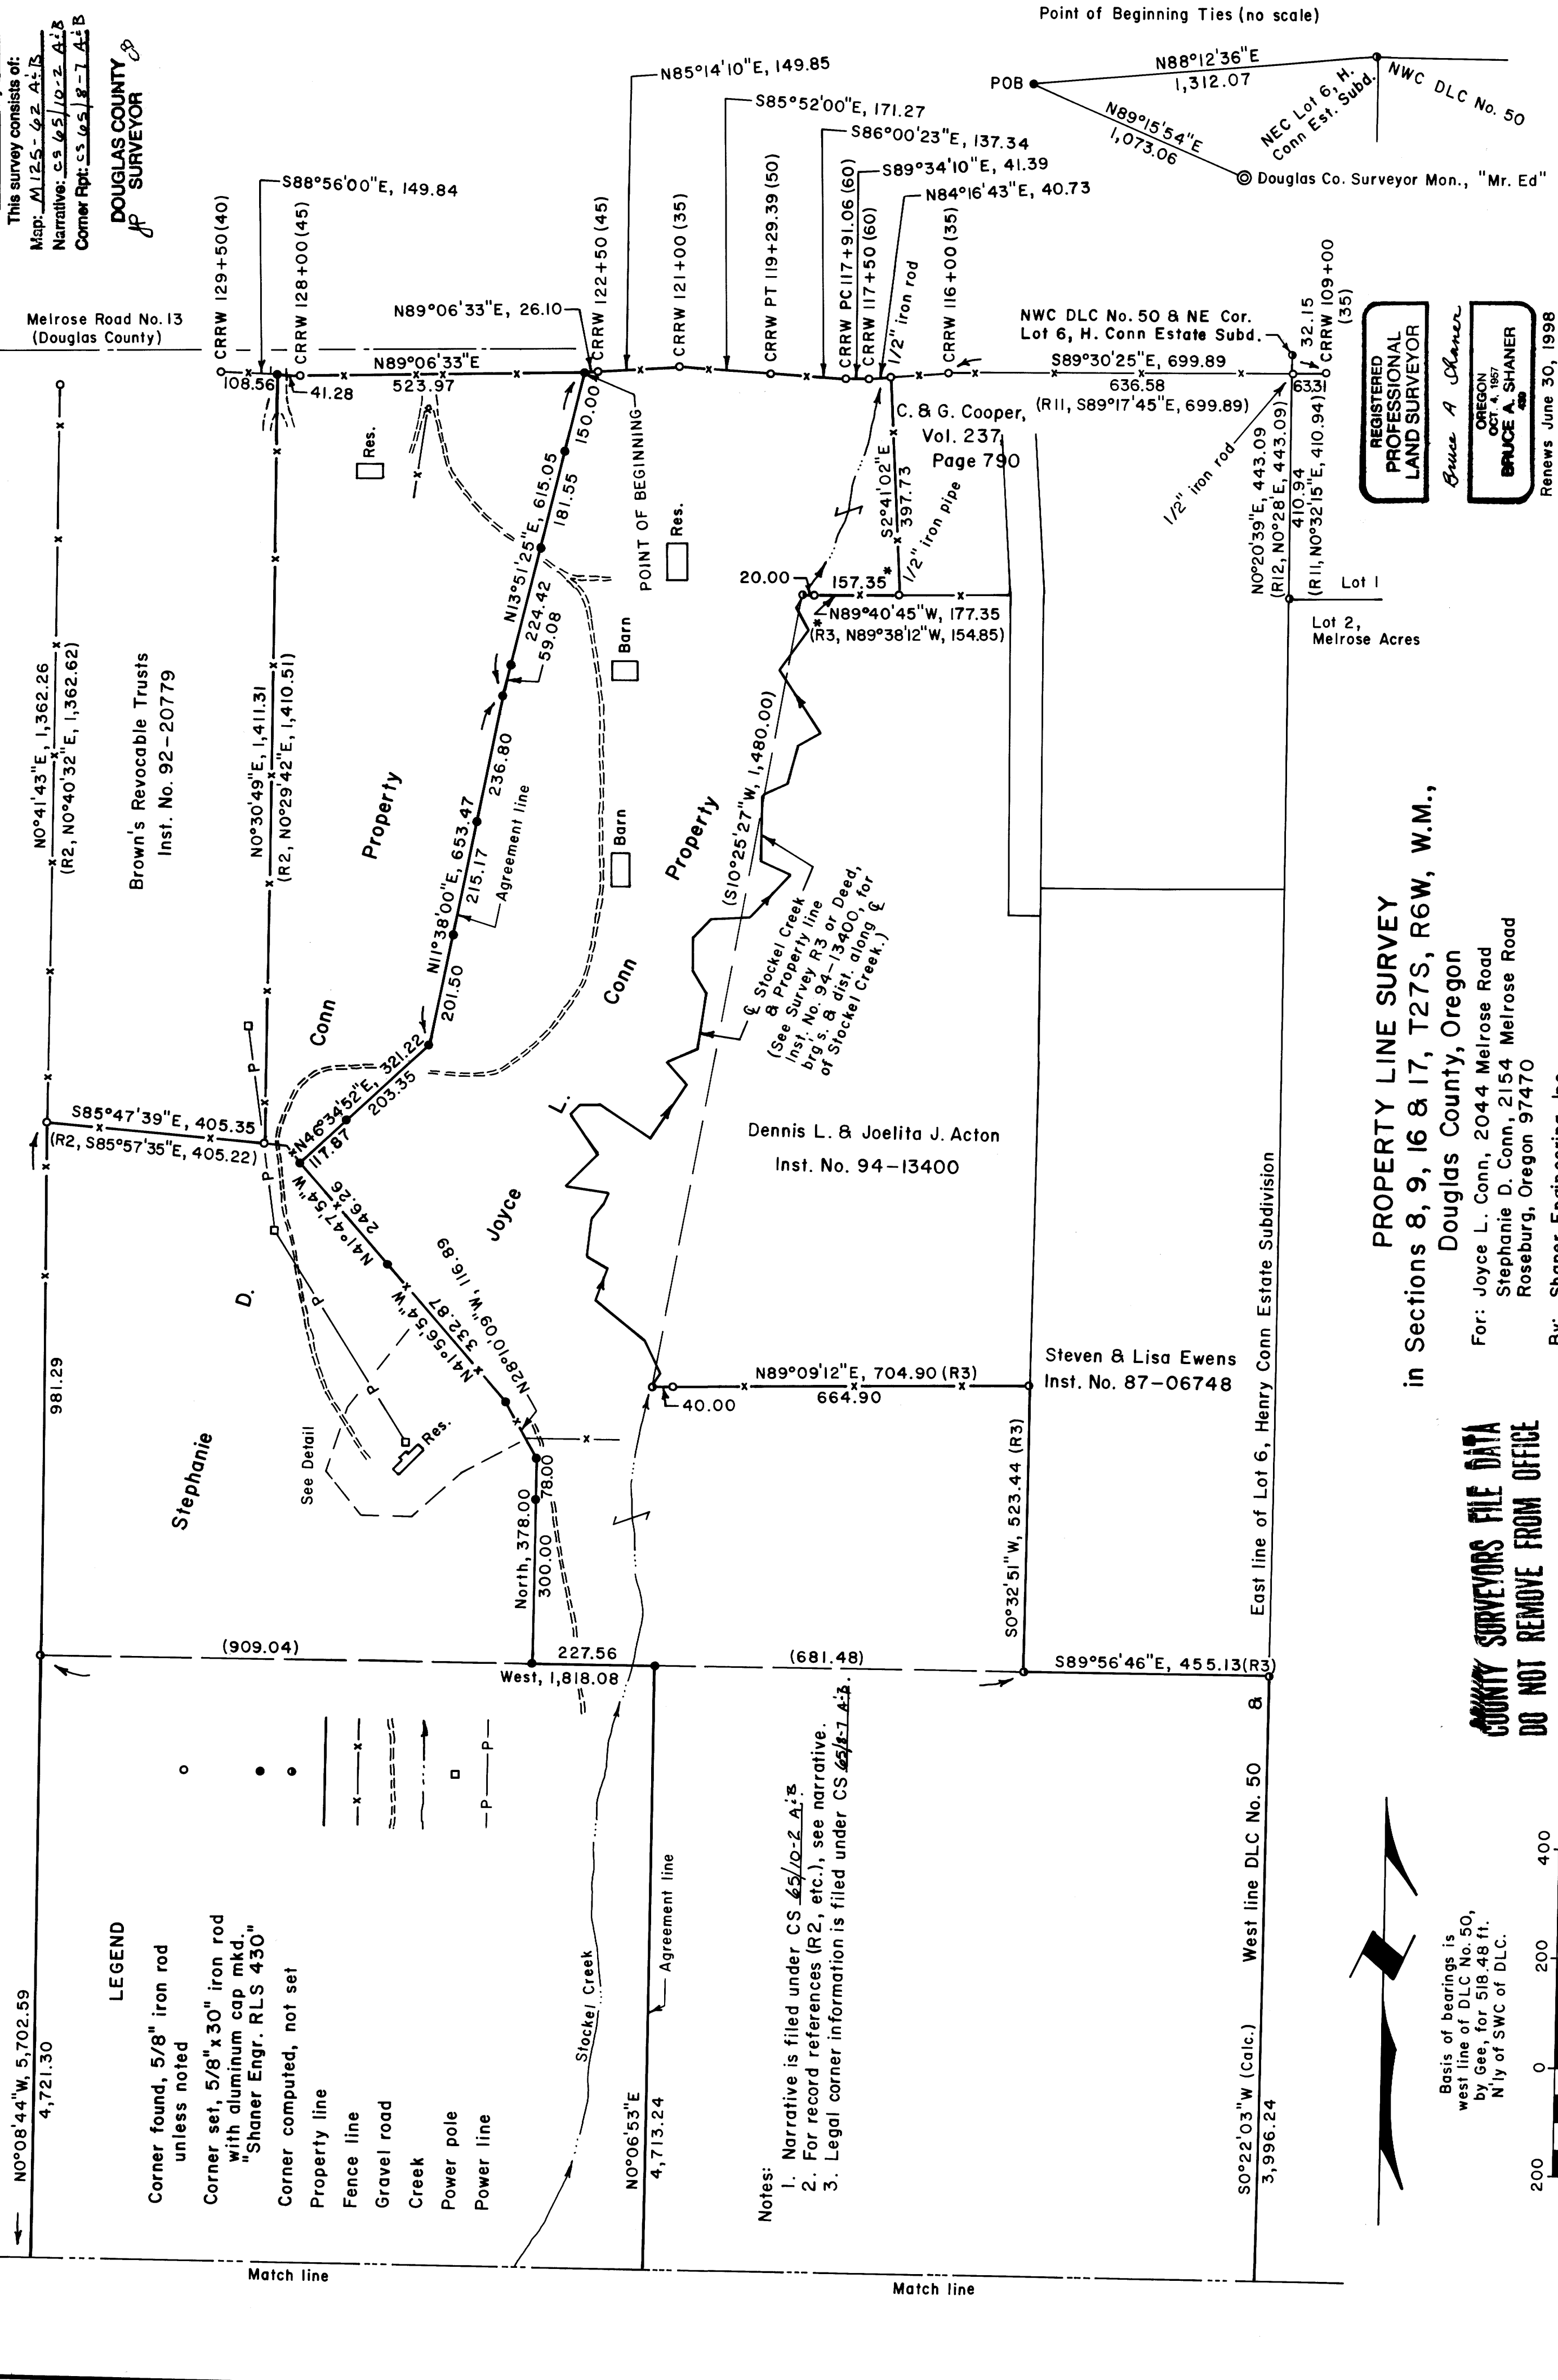 This survey consists of:
Map: M125-62 A&B
Narrative: CS 65/10-2 A&B
Corner Rpt: CS 65/8-7 A&B
DOUGLAS COUNTY
SURVEYOR
Point of Beginning Ties (no scale)
POB
N88°12'36"E
1,312.07
N89°15'54"E
1,073.06
NEC Lot 6, H.
Conn Est. Subd.
NWC DLC No. 50
Douglas Co. Surveyor Mon., "Mr. Ed"
N85°14'10"E, 149.85
S85°52'00"E, 171.27
S86°00'23"E, 137.34
S89°34'10"E, 41.39
N84°16'43"E, 40.73
S88°56'00"E, 149.84
Melrose Road No. 13
(Douglas County)
CRRW 129+50 (40)
CRRW 128+00 (45)
N89°06'33"E, 26.10
CRRW 122+50 (45)
CRRW 121+00 (35)
CRRW PT 119+29.39 (50)
CRRW PC 117+91.06 (60)
CRRW 117+50 (60)
1/2" iron rod
CRRW 116+00 (35)
NWC DLC No. 50 & NE Cor.
Lot 6, H. Conn Estate Subd.
32.15
CRRW 109+00
(35)
108.56
41.28
N89°06'33"E
523.97
S89°30'25"E, 699.89
636.58
63.31
(R11, S89°17'45"E, 699.89)
1/2" iron rod
Res.
150.00
N13°51'25"E, 615.05
181.55
224.42
59.08
POINT OF BEGINNING
Res.
C. & G. Cooper,
Vol. 237,
Page 790
S2°41'02"E
397.73
1/2" iron pipe
N0°20'39"E, 443.09
(R12, N0°28'E, 443.09)
410.94
(R11, N0°32'15"E, 410.94)
Lot 1
Lot 2,
Melrose Acres
20.00
157.35 *
N89°40'45"W, 177.35
* (R3, N89°38'12"W, 154.85)
Barn
Barn
N0°41'43"E, 1,362.26
(R2, N0°40'32"E, 1,362.62)
Brown's Revocable Trusts
Inst. No. 92-20779
N0°30'49"E, 1,411.31
(R2, N0°29'42"E, 1,410.51)
Property
236.80
N11°38'00"E, 653.47
215.17
Agreement line
201.50
(S10°25'27"W, 1,480.00)
Property
℄ Stockel Creek
& Property line
(See Survey R3 or Deed,
Inst. No. 94-13400, for
brg's. & dist. along ℄
of Stockel Creek.)
Conn
Conn
P
P
S85°47'39"E, 405.35
(R2, S85°57'35"E, 405.22)
N46°34'52"E, 321.22
203.35
117.87
N41°47'54"W
246.26
L.
Joyce
Dennis L. & Joelita J. Acton
Inst. No. 94-13400
D.
P
P
N41°56'54"W
332.87
N28°10'09"W, 116.89
Res.
See Detail
Stephanie
981.29
N89°09'12"E, 704.90 (R3)
664.90
40.00
Steven & Lisa Ewens
Inst. No. 87-06748
78.00
North, 378.00
300.00
S0°32'51"W, 523.44 (R3)
East line of Lot 6, Henry Conn Estate Subdivision
&
West line DLC No. 50
(909.04)
227.56
West, 1,818.08
(681.48)
S89°56'46"E, 455.13(R3)
N0°08'44"W, 5,702.59
4,721.30
LEGEND
Corner found, 5/8" iron rod
unless noted
Corner set, 5/8" x 30" iron rod
with aluminum cap mkd.
"Shaner Engr. RLS 430"
Corner computed, not set
Property line
Fence line
Gravel road
Creek
Power pole
Power line
P
P
Stockel Creek
Agreement line
N0°06'53"E
4,713.24
Notes:
1. Narrative is filed under CS 65/10-2 A&B
2. For record references (R2, etc.), see narrative.
3. Legal corner information is filed under CS 65/8-7 A&B.
S0°22'03"W (Calc.)
3,996.24
Match line
Match line
REGISTERED
PROFESSIONAL
LAND SURVEYOR
Bruce A Shaner
OREGON
OCT. 4, 1957
BRUCE A. SHANER
430
Renews June 30, 1998
PROPERTY LINE SURVEY
in Sections 8, 9, 16 & 17, T27S, R6W, W.M.,
Douglas County, Oregon
For: Joyce L. Conn, 2044 Melrose Road
Stephanie D. Conn, 2154 Melrose Road
Roseburg, Oregon 97470
By: Shaner Engineering, Inc.
COUNTY SURVEYORS FILE DATA
DO NOT REMOVE FROM OFFICE
Basis of bearings is
west line of DLC No. 50,
by Gee, for 518.48 ft.
N'ly of SWC of DLC.
200
0
200
400